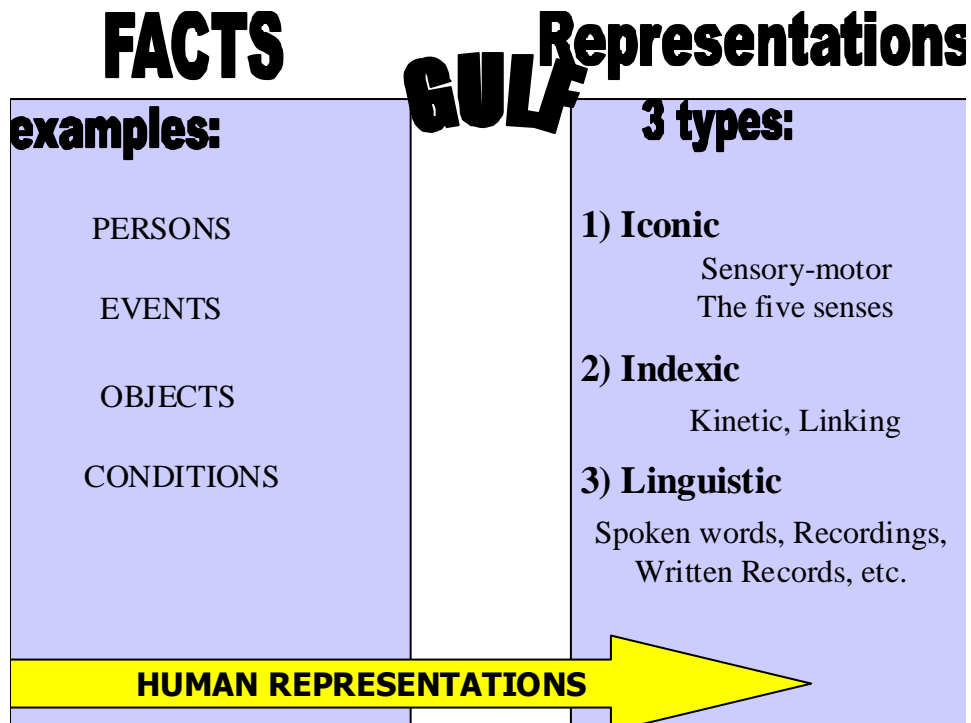 FACTS
GULF
Representations
examples:
PERSONS
EVENTS
OBJECTS
CONDITIONS
3 types:
1) Iconic
Sensory-motor
The five senses
2) Indexic
Kinetic, Linking
3) Linguistic
Spoken words, Recordings,
Written Records, etc.
HUMAN REPRESENTATIONS